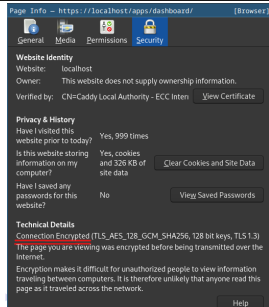 Page Info — https://localhost/apps/dashboard/ [Browser]
General Media Permissions Security
Website Identity
Website: localhost
Owner: This website does not supply ownership information.
Verified by: CN=Caddy Local Authority - ECC Inten View Certificate
Privacy & History
Have I visited this website prior to today? Yes, 999 times
Is this website storing information on my computer? Yes, cookies and 326 KB of site data Clear Cookies and Site Data
Have I saved any passwords for this website? No View Saved Passwords
Technical Details
Connection Encrypted (TLS_AES_128_GCM_SHA256, 128 bit keys, TLS 1.3)
The page you are viewing was encrypted before being transmitted over the
Internet.
Encryption makes it difficult for unauthorized people to view information
traveling between computers. It is therefore unlikely that anyone read this
page as it traveled across the network.
Help